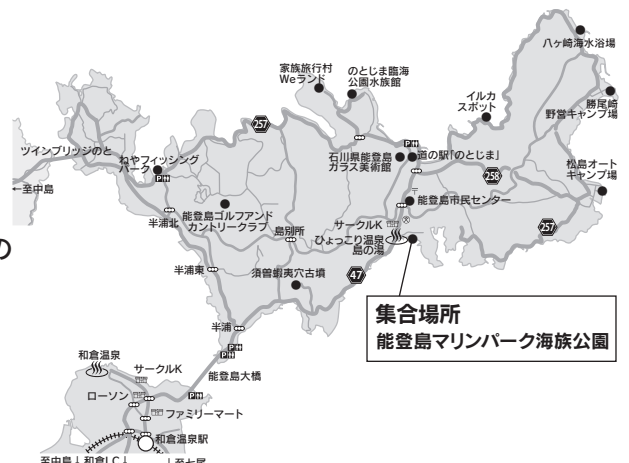 八ヶ崎海水浴場
家族旅行村
Weランド
のとじま臨海
公園水族館
イルカ
スポット
勝尾崎
野営キャンプ場
257
ツインブリッジのと
ねやフィッシング
パーク
P
石川県能登島
ガラス美術館
P
道の駅「のとじま」
258
松島オート
キャンプ場
←至中島
能登島ゴルフアンド
カントリークラブ
半浦北
島別所
〒
能登島市民センター
サークルK
ひょっこり温泉
島の湯
257
の
半浦東
須曽蝦夷穴古墳
47
集合場所
能登島マリンパーク海族公園
半浦
P
P
能登島大橋
和倉温泉
サークルK
P
ローソン
ファミリーマート
和倉温泉駅
至中島↓
和倉I.C↓
↓至七尾